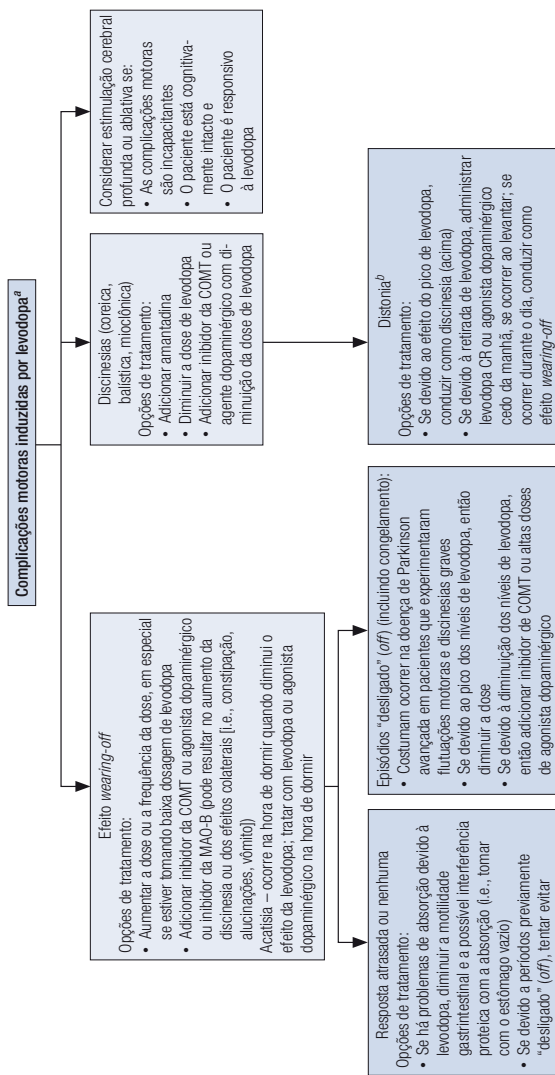 Complicações motoras induzidas por levodopaᵃ
Efeito wearing-off
Opções de tratamento:
• Aumentar a dose ou a frequência da dose, em especial
se estiver tomando baixa dosagem de levodopa
• Adicionar inibidor da COMT ou agonista dopaminérgico
ou inibidor da MAO-B (pode resultar no aumento da
discinesia ou dos efeitos colaterais [i.e., constipação,
alucinações, vômito])
Acatisia – ocorre na hora de dormir quando diminui o
efeito da levodopa; tratar com levodopa ou agonista
dopaminérgico na hora de dormir
Discinesias (coreica,
balística, mioclônica)
Opções de tratamento:
• Adicionar amantadina
• Diminuir a dose de levodopa
• Adicionar inibidor da COMT ou
agente dopaminérgico com di-
minuição da dose de levodopa
Considerar estimulação cerebral
profunda ou ablativa se:
• As complicações motoras
são incapacitantes
• O paciente está cognitiva-
mente intacto e
• O paciente é responsivo
à levodopa
Resposta atrasada ou nenhuma
Opções de tratamento:
• Se há problemas de absorção devido à
levodopa, diminuir a motilidade
gastrintestinal e a possível interferência
proteica com a absorção (i.e., tomar
com o estômago vazio)
• Se devido a períodos previamente
“desligado” (off), tentar evitar
Episódios “desligado” (off) (incluindo congelamento):
• Costumam ocorrer na doença de Parkinson
avançada em pacientes que experimentaram
flutuações motoras e discinesias graves
• Se devido ao pico dos níveis de levodopa, então
diminuir a dose
• Se devido à diminuição dos níveis de levodopa,
então adicionar inibidor de COMT ou altas doses
de agonista dopaminérgico
Distoniaᵇ
Opções de tratamento:
• Se devido ao efeito do pico de levodopa,
conduzir como discinesia (acima)
• Se devido à retirada de levodopa, administrar
levodopa CR ou agonista dopaminérgico
cedo da manhã, se ocorrer ao levantar; se
ocorrer durante o dia, conduzir como
efeito wearing-off